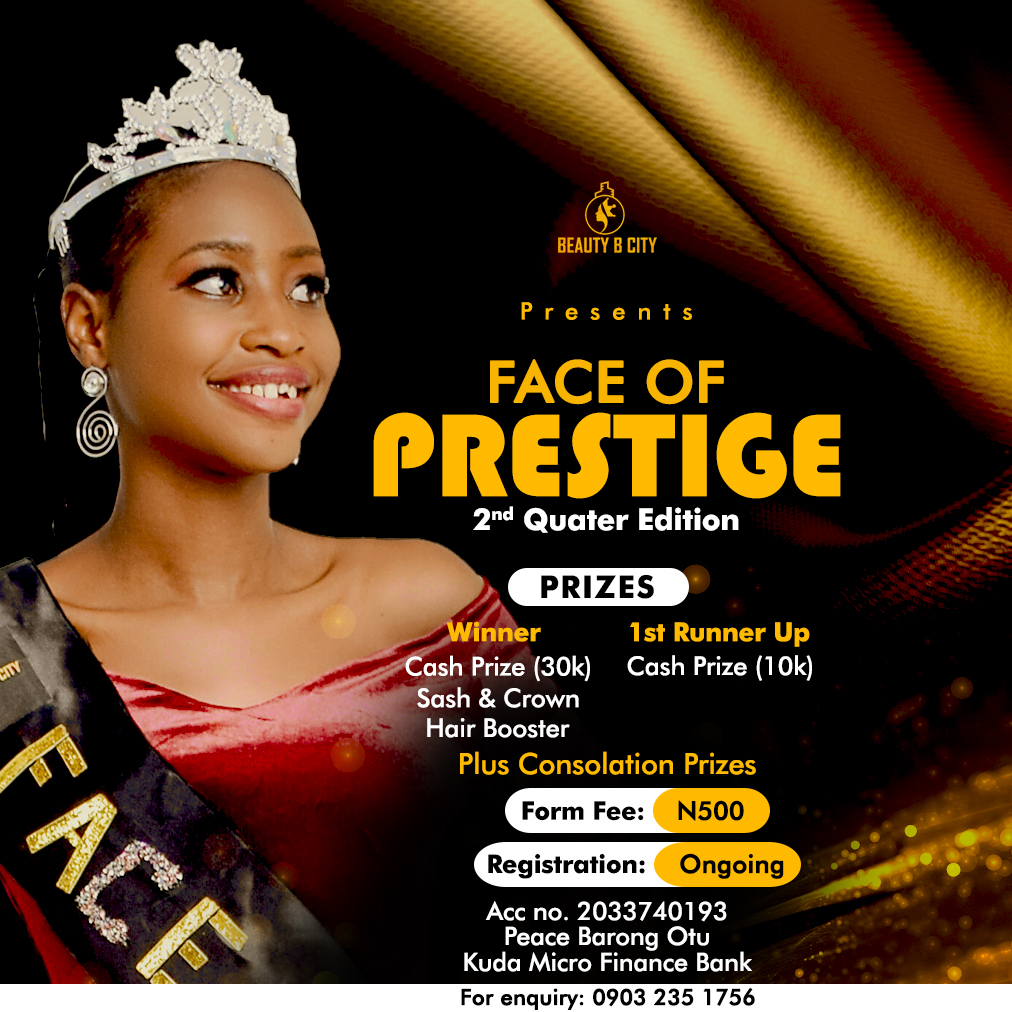 BEAUTY B CITY
Presents
FACE OF
PRESTIGE
2nd Quater Edition
PRIZES
Winner
Cash Prize (30k)
Sash & Crown
Hair Booster
1st Runner Up
Cash Prize (10k)
Plus Consolation Prizes
Form Fee: N500
Registration: Ongoing
Acc no. 2033740193
Peace Barong Otu
Kuda Micro Finance Bank
For enquiry: 0903 235 1756
CITY
FACE